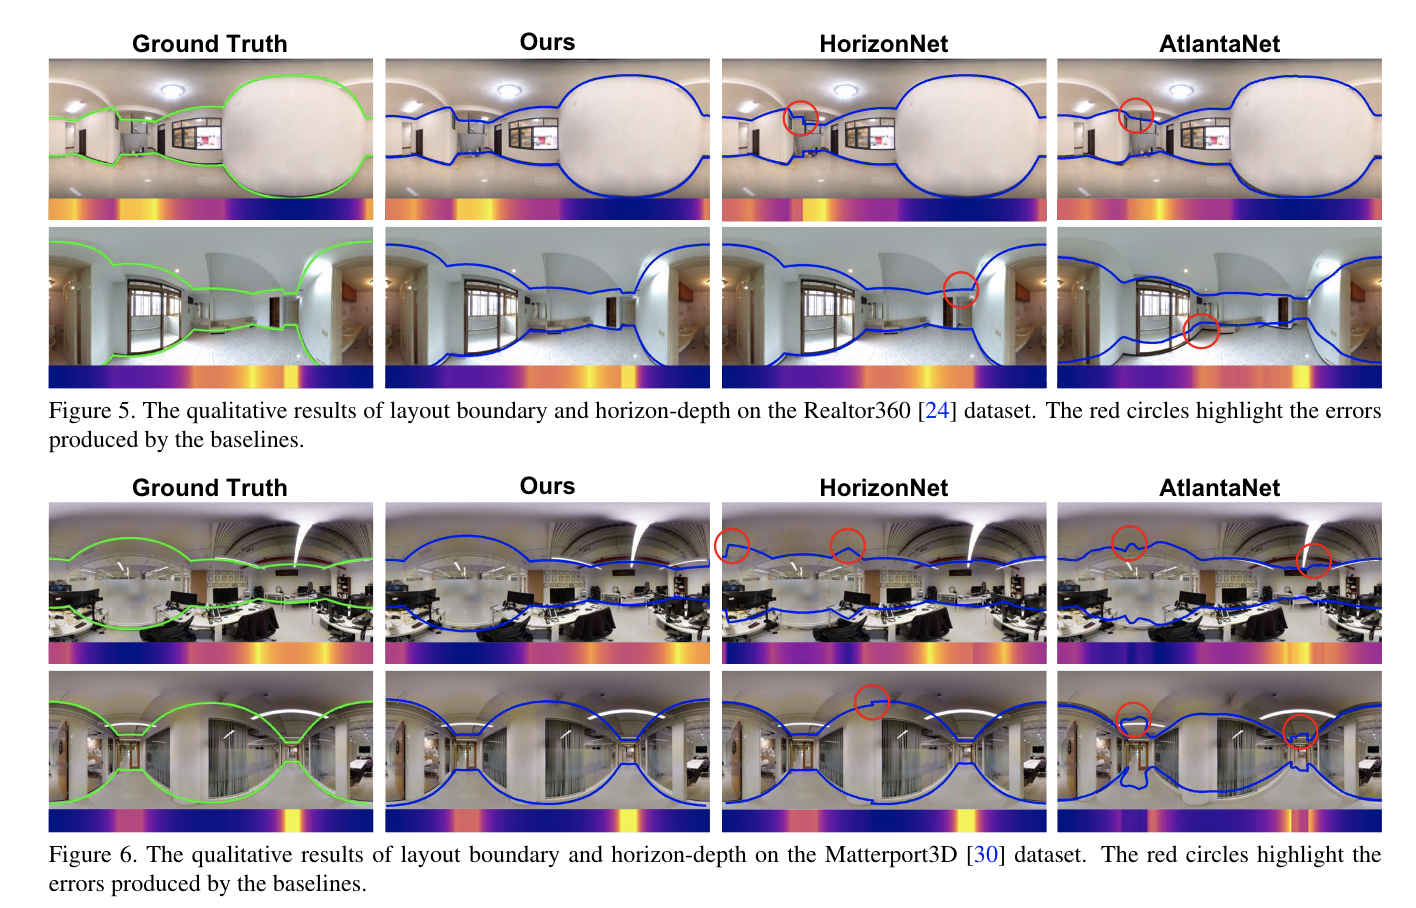 Ground Truth
Ours
HorizonNet
AtlantaNet
Figure 5. The qualitative results of layout boundary and horizon-depth on the Realtor360 [24] dataset. The red circles highlight the errors
produced by the baselines.
Ground Truth
Ours
HorizonNet
AtlantaNet
Figure 6. The qualitative results of layout boundary and horizon-depth on the Matterport3D [30] dataset. The red circles highlight the
errors produced by the baselines.